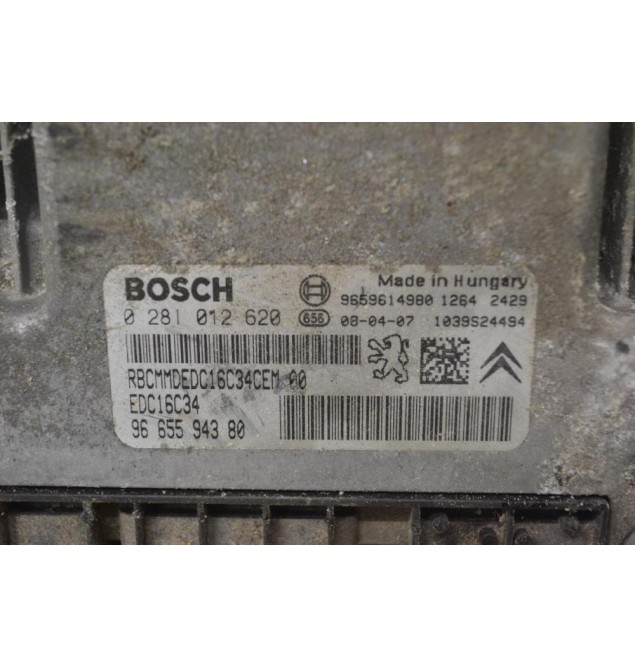 BOSCH
Made in Hungary
9659614980 1264 2429
0 281 012 620
656
08-04-07 1039S24494
RBCMMDEDC16C34CEM 00
EDC16C34
96 655 943 80